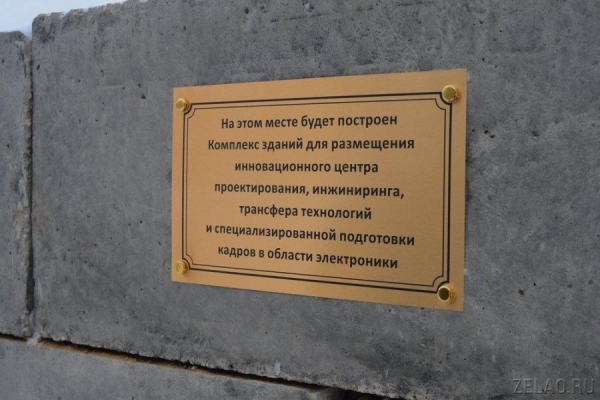 На этом месте будет построен
Комплекс зданий для размещения
инновационного центра
проектирования, инжиниринга,
трансфера технологий
и специализированной подготовки
кадров в области электроники
ZELAO.RU